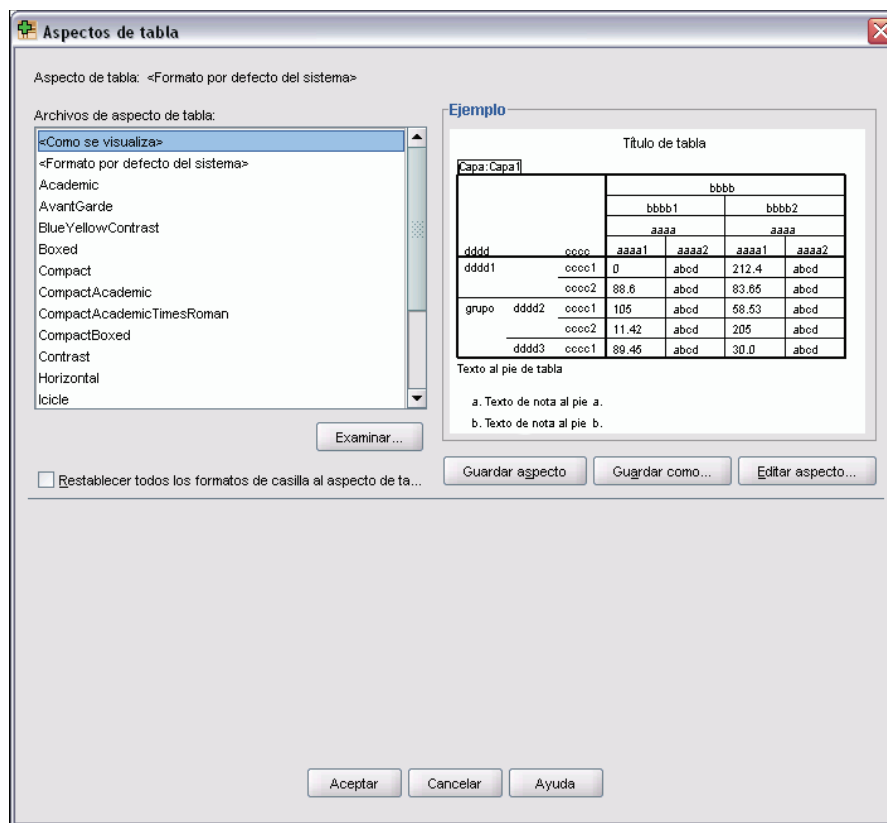 Aspectos de tabla
Aspecto de tabla: <Formato por defecto del sistema>
Archivos de aspecto de tabla:
<Como se visualiza>
<Formato por defecto del sistema>
Academic
AvantGarde
BlueYellowContrast
Boxed
Compact
CompactAcademic
CompactAcademicTimesRoman
CompactBoxed
Contrast
Horizontal
Icicle
Examinar...
Restablecer todos los formatos de casilla al aspecto de ta...
Ejemplo
Título de tabla
Capa:Capa1
bbbb
bbbb1 bbbb2
aaaa aaaa
dddd cccc aaaa1 aaaa2 aaaa1 aaaa2
dddd1 cccc1 0 abcd 212.4 abcd
cccc2 88.6 abcd 83.65 abcd
grupo dddd2 cccc1 105 abcd 58.53 abcd
cccc2 11.42 abcd 205 abcd
dddd3 cccc1 89.45 abcd 30.0 abcd
Texto al pie de tabla
a. Texto de nota al pie a.
b. Texto de nota al pie b.
Guardar aspecto Guardar como... Editar aspecto...
Aceptar Cancelar Ayuda